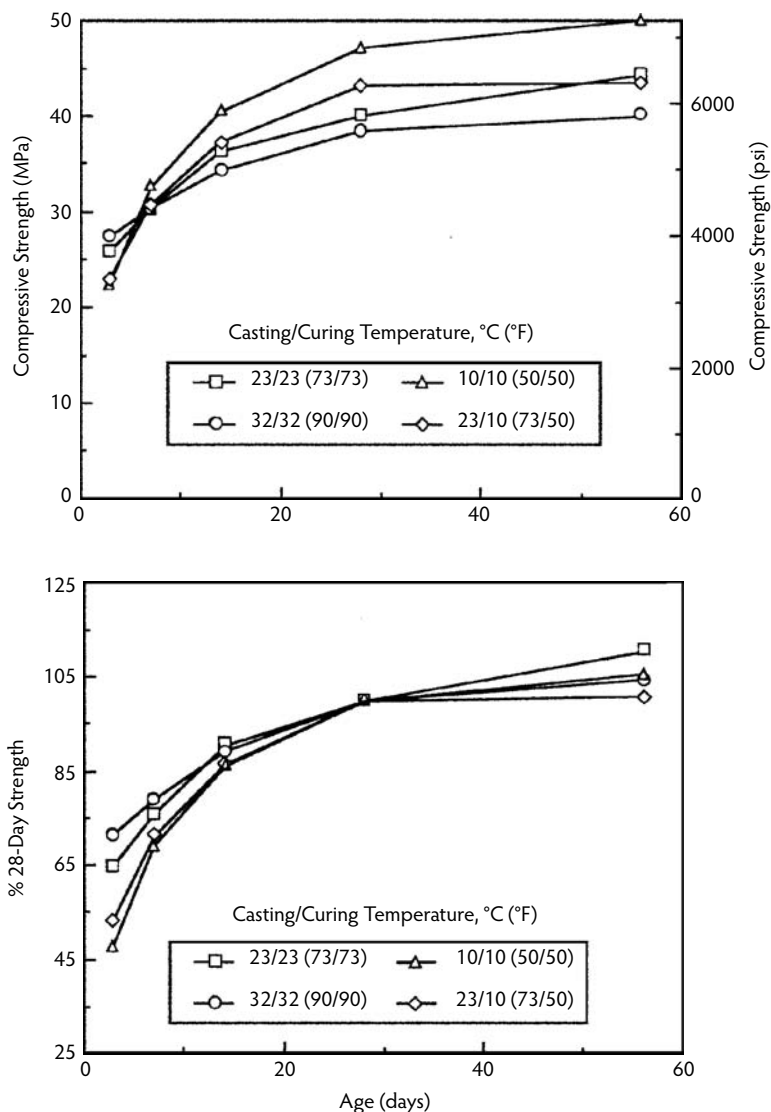 50
40
30
20
10
0
Compressive Strength (MPa)
6000
4000
2000
0
Compressive Strength (psi)
Casting/Curing Temperature, °C (°F)
23/23 (73/73) 10/10 (50/50)
32/32 (90/90) 23/10 (73/50)
0 20 40 60
125
105
85
65
45
25
% 28-Day Strength
Casting/Curing Temperature, °C (°F)
23/23 (73/73) 10/10 (50/50)
32/32 (90/90) 23/10 (73/50)
0 20 40 60
Age (days)